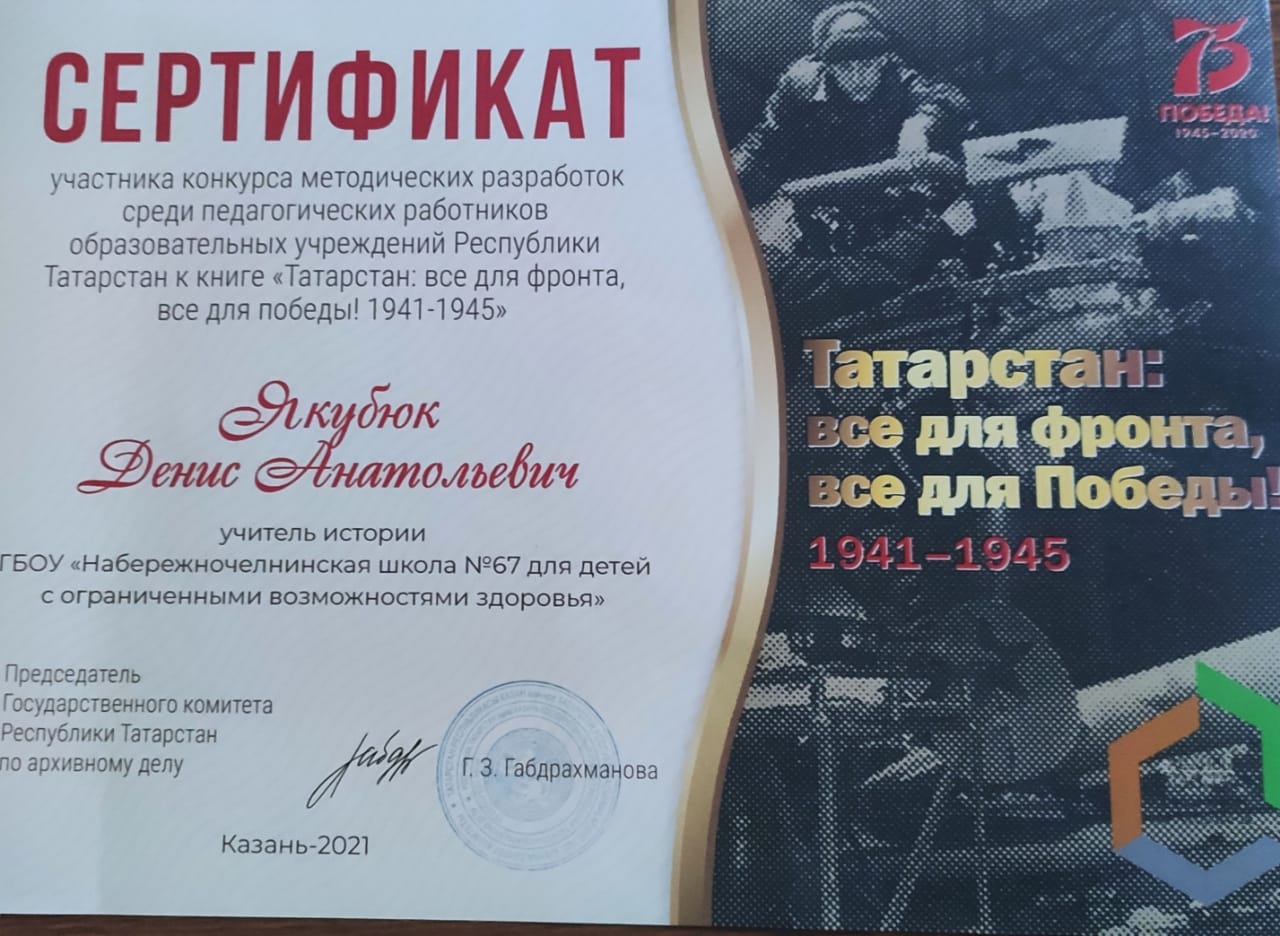 СЕРТИФИКАТ
участника конкурса методических разработок
среди педагогических работников
образовательных учреждений Республики
Татарстан к книге «Татарстан: все для фронта,
все для победы! 1941-1945»
Якубюк
Денис Анатольевич
учитель истории
ГБОУ «Набережночелнинская школа №67 для детей
с ограниченными возможностями здоровья»
Председатель
Государственного комитета
Республики Татарстан
по архивному делу
Г. З. Габдрахманова
Казань-2021
75
ПОБЕДА!
1945-2020
Татарстан:
все для фронта,
все для Победы!
1941-1945